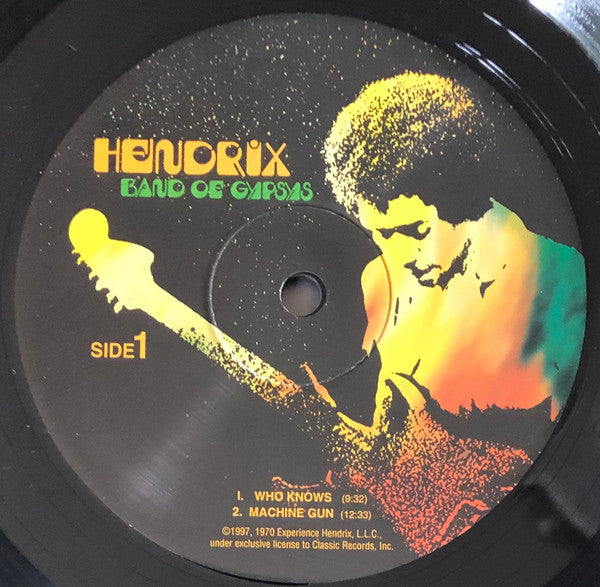 HENDRIX
BAND OF GYPSYS
SIDE 1
1. WHO KNOWS (9:32)
2. MACHINE GUN (12:33)
©1997, 1970 Experience Hendrix, L.L.C.,
under exclusive license to Classic Records, Inc.